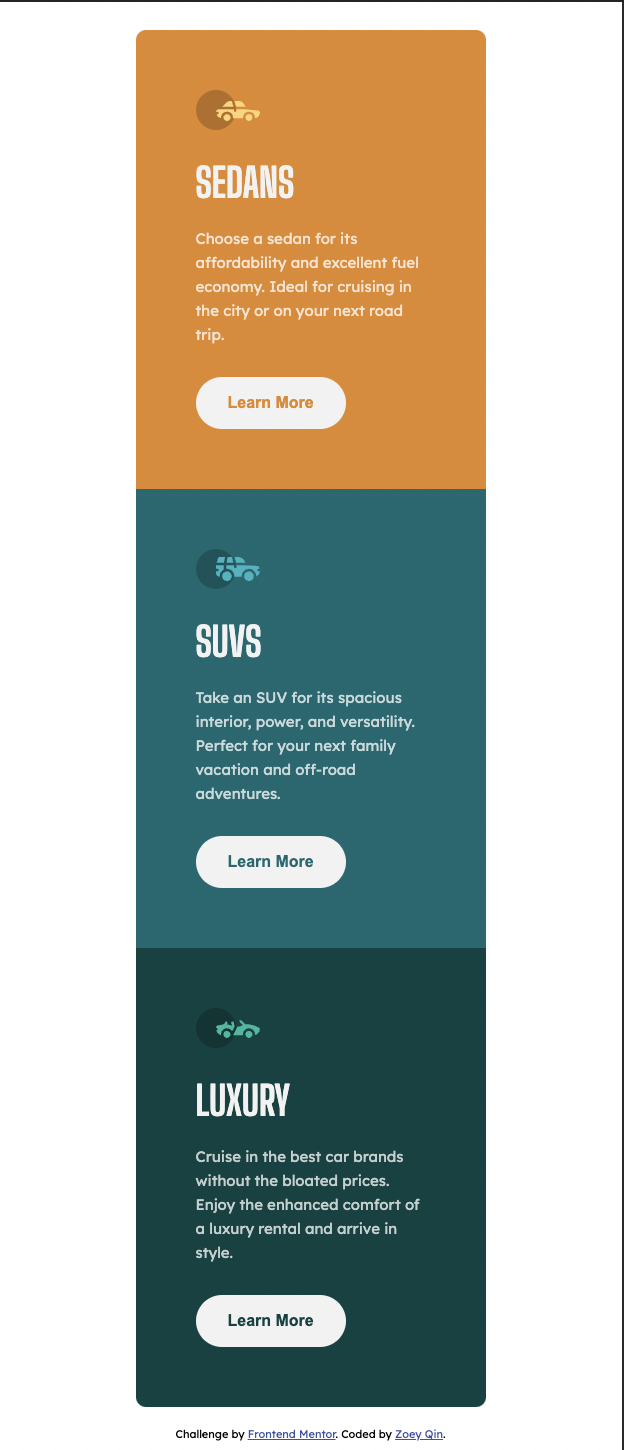 SEDANS
Choose a sedan for its
affordability and excellent fuel
economy. Ideal for cruising in
the city or on your next road
trip.
Learn More
SUVS
Take an SUV for its spacious
interior, power, and versatility.
Perfect for your next family
vacation and off-road
adventures.
Learn More
LUXURY
Cruise in the best car brands
without the bloated prices.
Enjoy the enhanced comfort of
a luxury rental and arrive in
style.
Learn More
Challenge by Frontend Mentor. Coded by Zoey Qin.